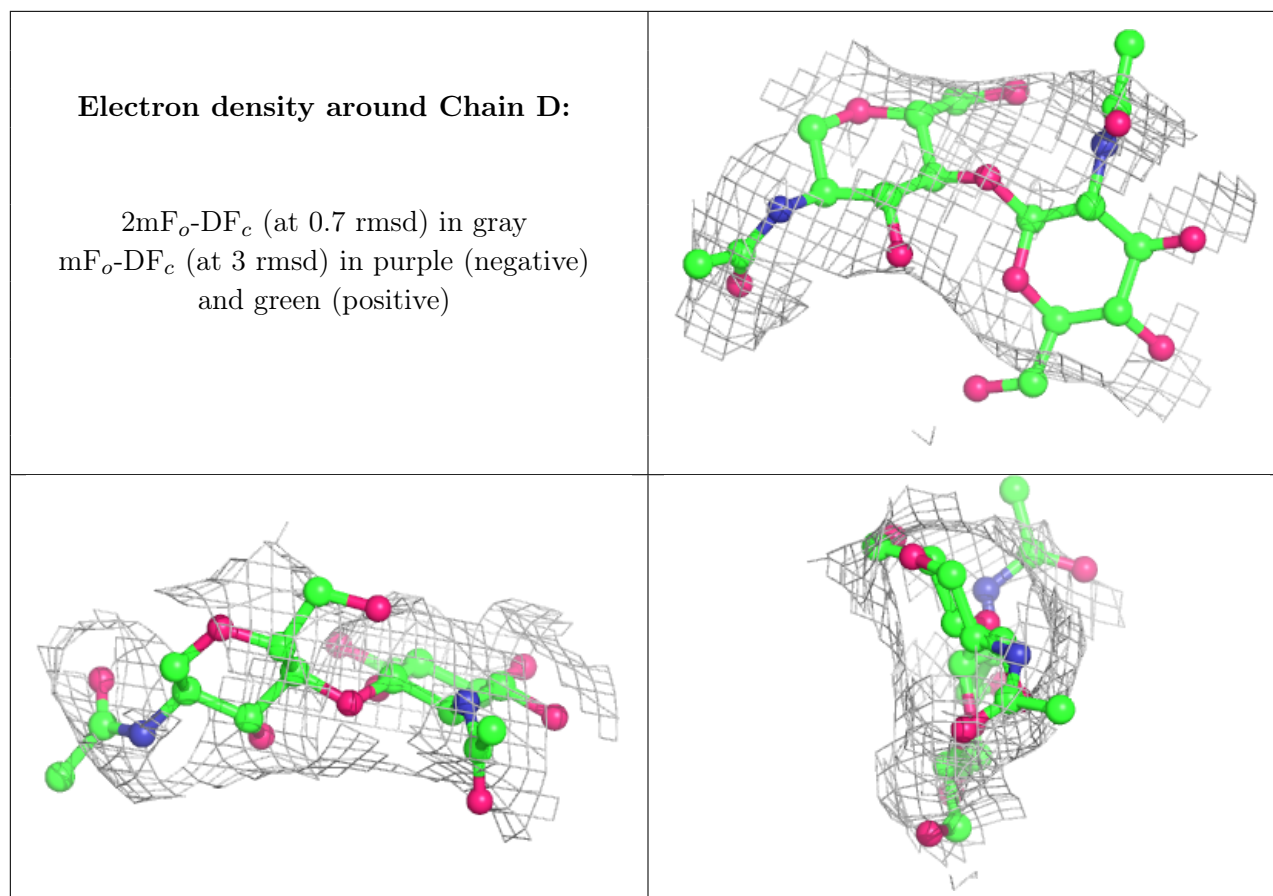 Electron density around Chain D:
2mFₒ-DF𝒸 (at 0.7 rmsd) in gray
mFₒ-DF𝒸 (at 3 rmsd) in purple (negative)
and green (positive)